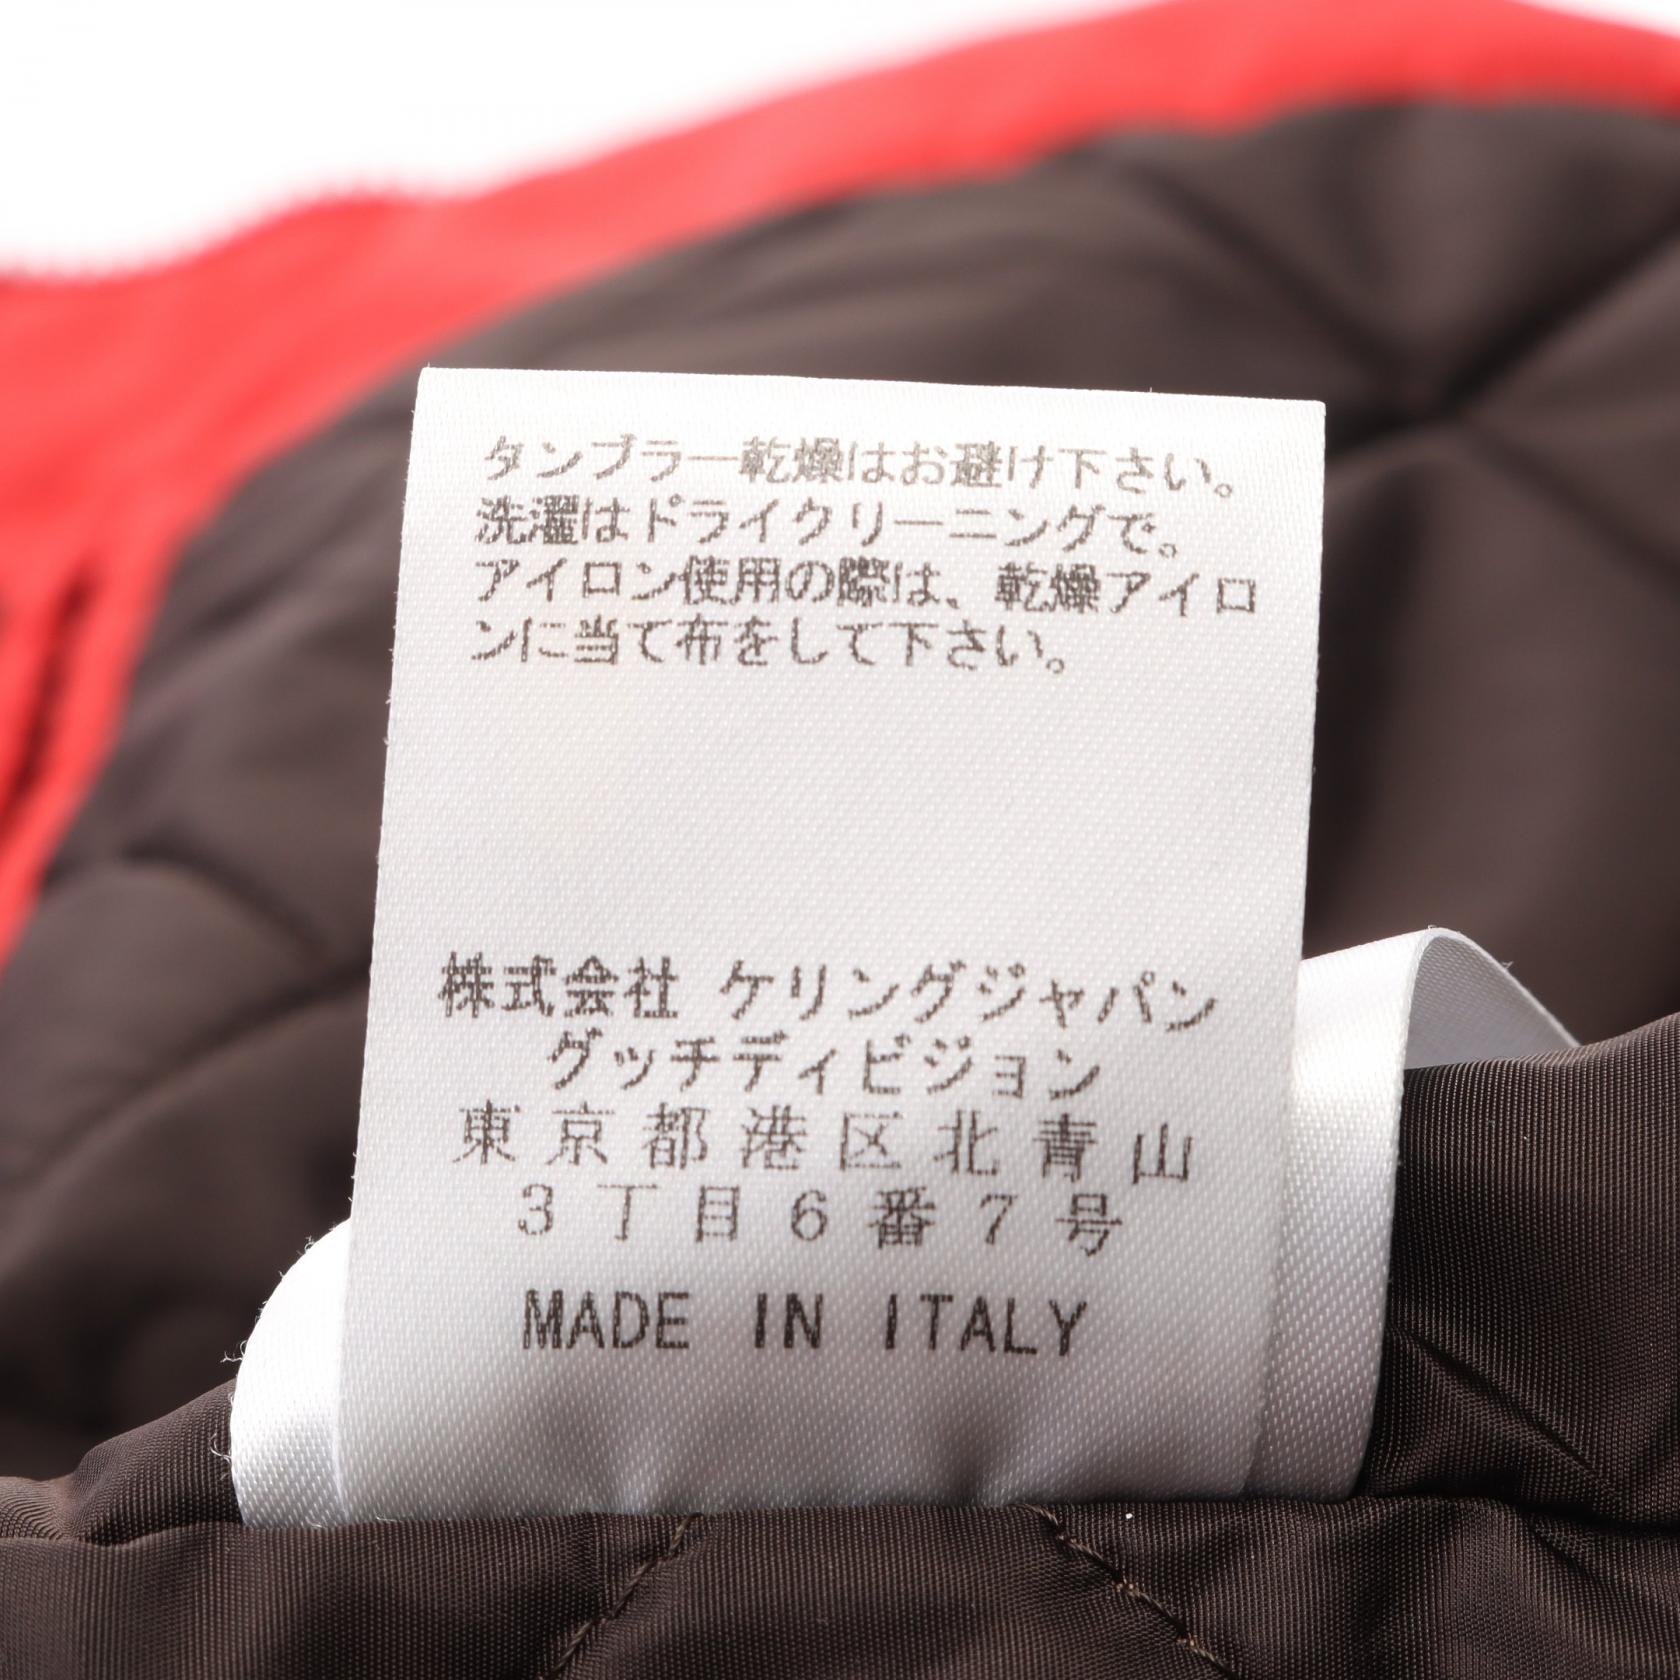 タンブラー乾燥はお避け下さい。
洗濯はドライクリーニングで。
アイロン使用の際は、乾燥アイロ
ンに当て布をして下さい。
株式会社 ケリングジャパン
グッチディビジョン
東京都港区北青山
3丁目6番7号
MADE IN ITALY